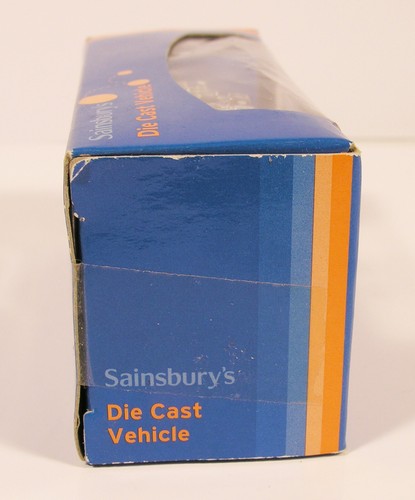 Sainsbury's
Die Cast Vehicle
Sainsbury's
Die Cast
Vehicle